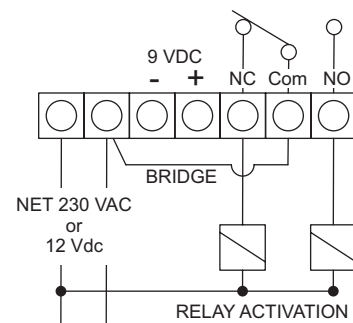 9 VDC
- + NC Com NO
BRIDGE
NET 230 VAC
or
12 Vdc
RELAY ACTIVATION